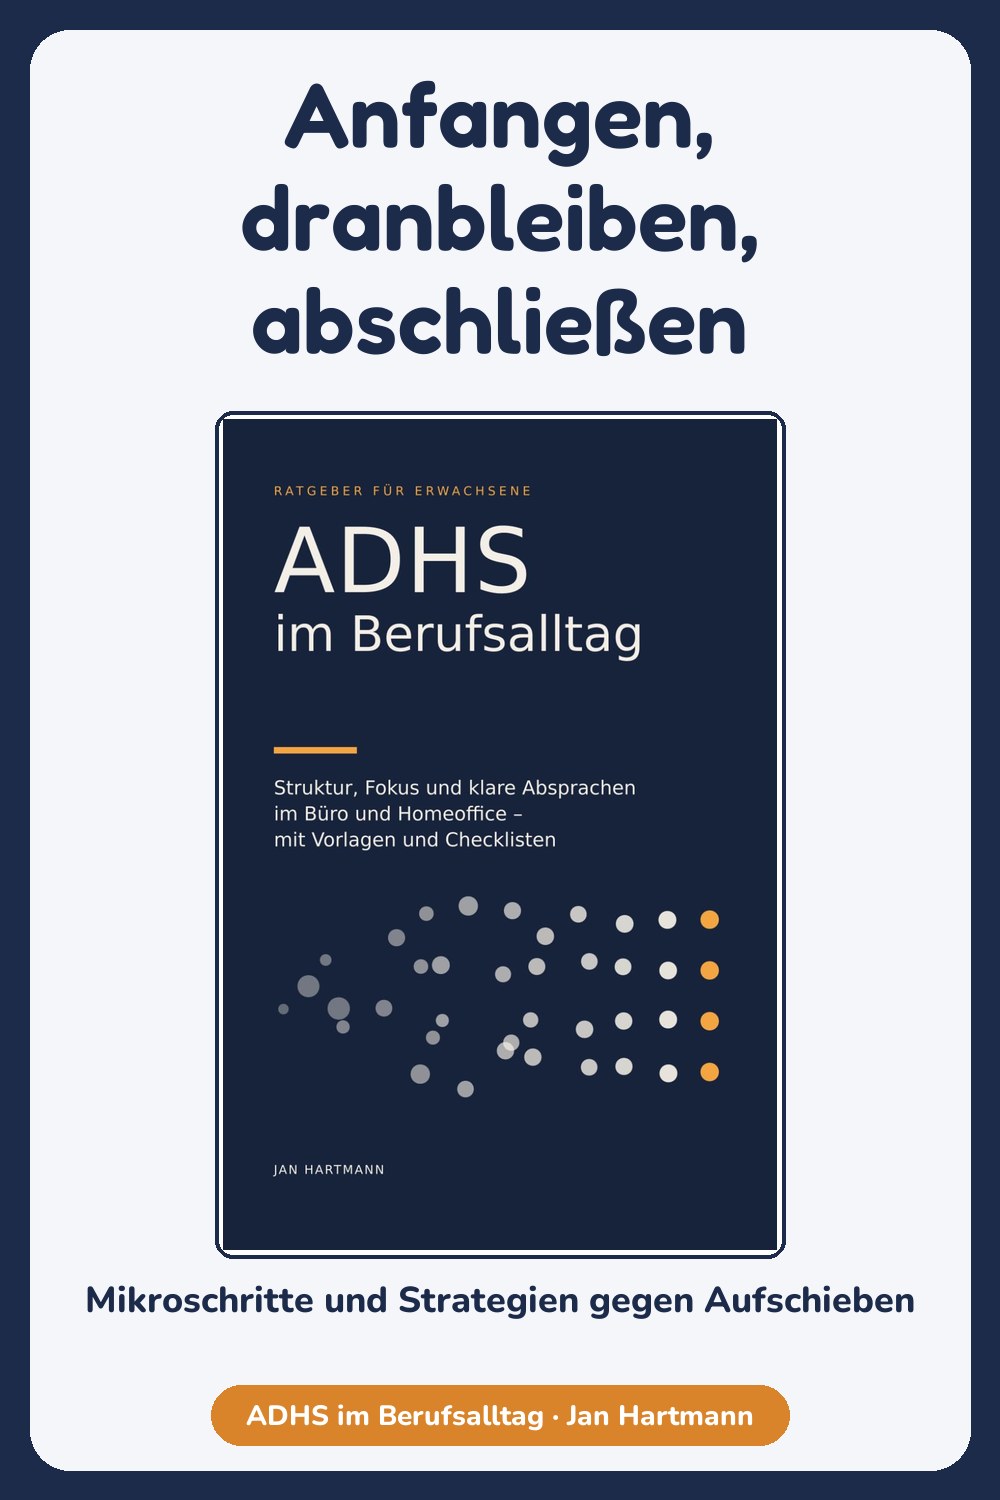 Anfangen,
dranbleiben,
abschließen
RATGEBER FÜR ERWACHSENE
ADHS
im Berufsalltag
Struktur, Fokus und klare Absprachen
im Büro und Homeoffice –
mit Vorlagen und Checklisten
JAN HARTMANN
Mikroschritte und Strategien gegen Aufschieben
ADHS im Berufsalltag · Jan Hartmann